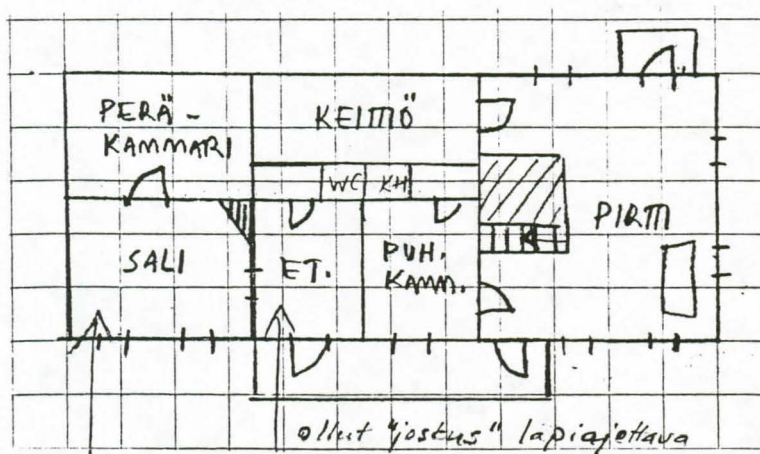 PERÄ-
KAMMARI
KEITTIÖ
WC KH
PIRTTI
SALI
ET.
PUH.
KAMM.
ollut "jostus" läpiajettava